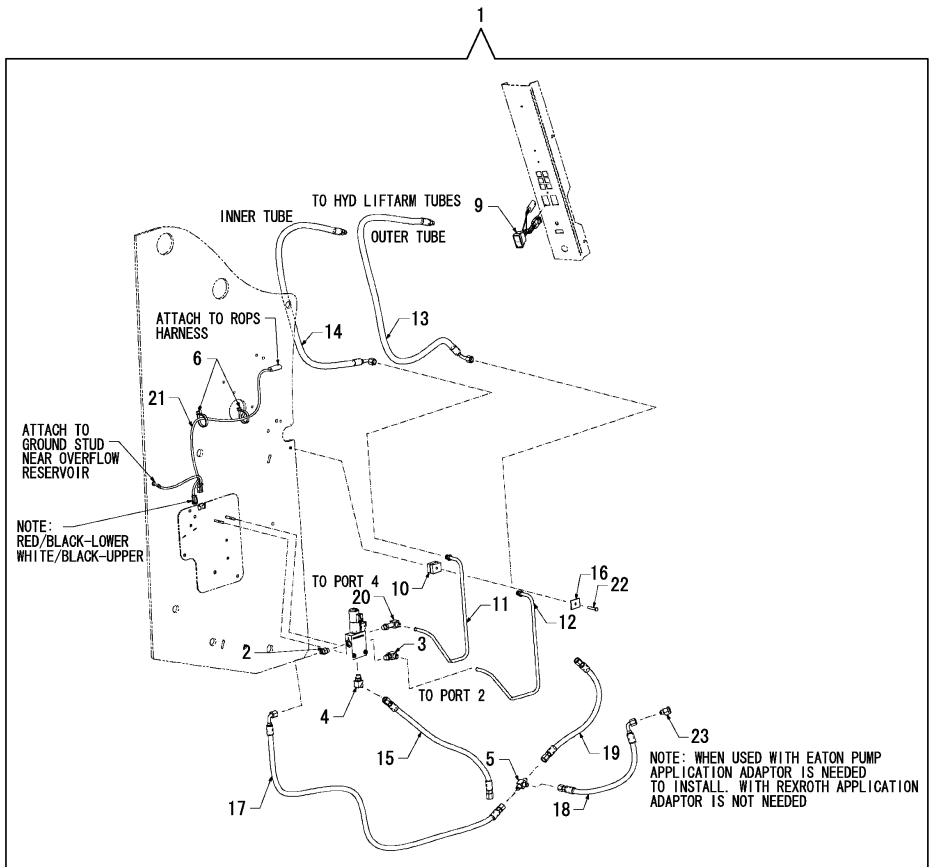 1
TO HYD LIFTARM TUBES
9
INNER TUBE
OUTER TUBE
ATTACH TO ROPS
HARNESS
14
13
6
21
ATTACH TO
GROUND STUD
NEAR OVERFLOW
RESERVOIR
NOTE:
RED/BLACK-LOWER
WHITE/BLACK-UPPER
TO PORT 4
10
16
22
20
11
12
2
3
TO PORT 2
4
15
5
19
23
17
18
NOTE: WHEN USED WITH EATON PUMP
APPLICATION ADAPTOR IS NEEDED
TO INSTALL. WITH REXROTH APPLICATION
ADAPTOR IS NOT NEEDED